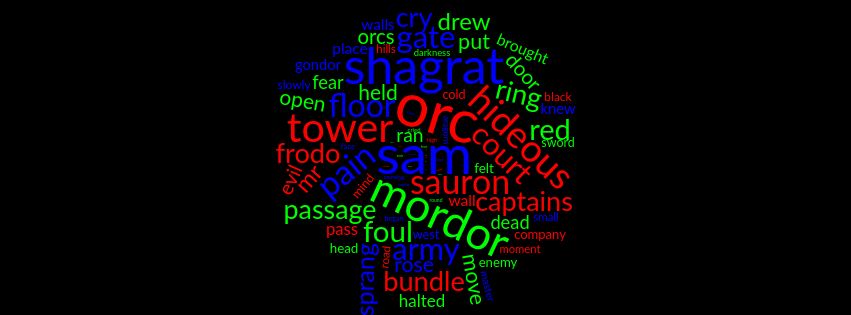 cry
drew
walls
gate
orcs
put
brought
places
hills
darkness
shagrat
door
gondor
slowly
fear
held
cold
ring
black
open
floor
orc
hideous
knew
tower
ran
red
sword
court
frodo
sam
pain
felt
evil
mr
mind
sauron
captains
wall
small
passage
mordor
dead
pass
foul
west
company
head
road
army
moment
sprang
rose
move
enemy
bundle
halted
round